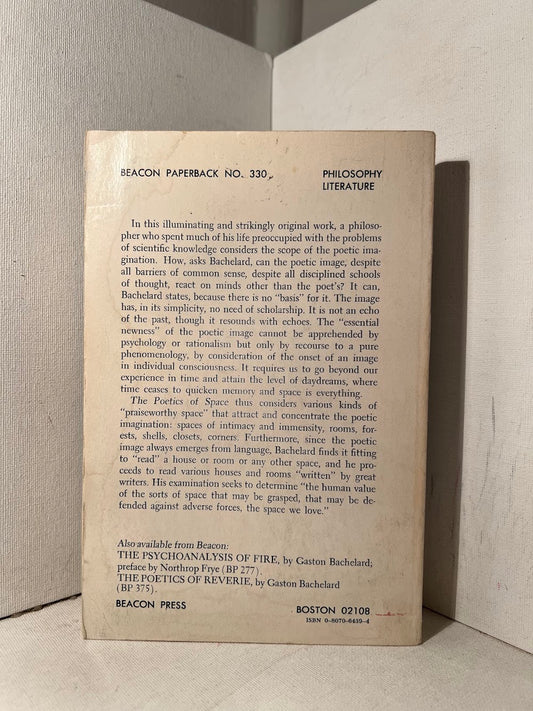 BEACON PAPERBACK NO. 330
PHILOSOPHY
LITERATURE
In this illuminating and strikingly original work, a philoso-
pher who spent much of his life preoccupied with the problems
of scientific knowledge considers the scope of the poetic ima-
gination. How, asks Bachelard, can the poetic image, despite
all barriers of common sense, despite all disciplined schools
of thought, react on minds other than the poet's? It can,
Bachelard states, because there is no "basis" for it. The image
has, in its simplicity, no need of scholarship. It is not an echo
of the past, though it resounds with echoes. The "essential
newness" of the poetic image cannot be apprehended by
psychology or rationalism but only by recourse to a pure
phenomenology, by consideration of the onset of an image
in individual consciousness. It requires us to go beyond our
experience in time and attain the level of daydreams, where
time ceases to quicken memory and space is everything.
The Poetics of Space thus considers various kinds of
"praiseworthy space" that attract and concentrate the poetic
imagination: spaces of intimacy and immensity, rooms, for-
ests, shells, closets, corners. Furthermore, since the poetic
image always emerges from language, Bachelard finds it fitting
to "read" a house or room or any other space, and he pro-
ceeds to read various houses and rooms "written" by great
writers. His examination seeks to determine "the human value
of the sorts of space that may be grasped, that may be de-
fended against adverse forces, the space we love."
Also available from Beacon:
THE PSYCHOANALYSIS OF FIRE, by Gaston Bachelard;
preface by Northrop Frye (BP 277).
THE POETICS OF REVERIE, by Gaston Bachelard
(BP 375).
BEACON PRESS
BOSTON 02108
ISBN 0-8070-6439-4